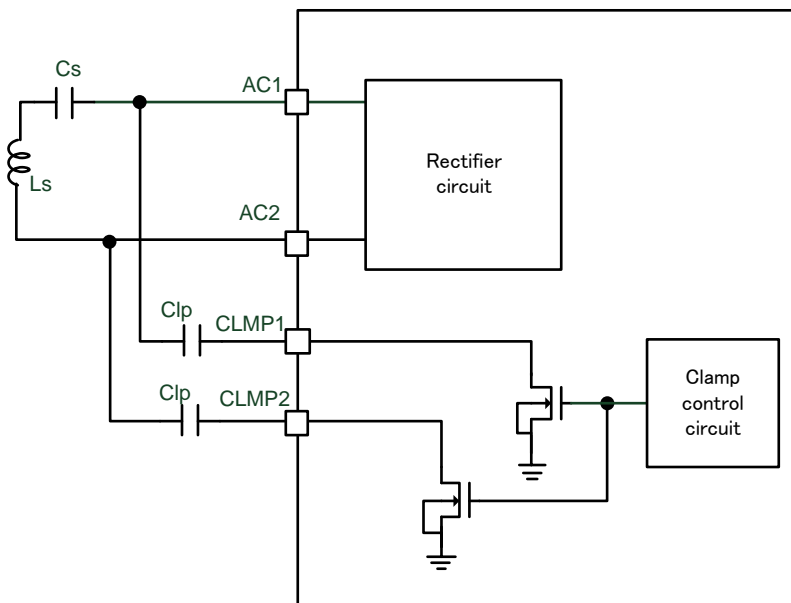 Cs
AC1
Rectifier
circuit
Ls
AC2
Clp
CLMP1
Clp
CLMP2
Clamp
control
circuit